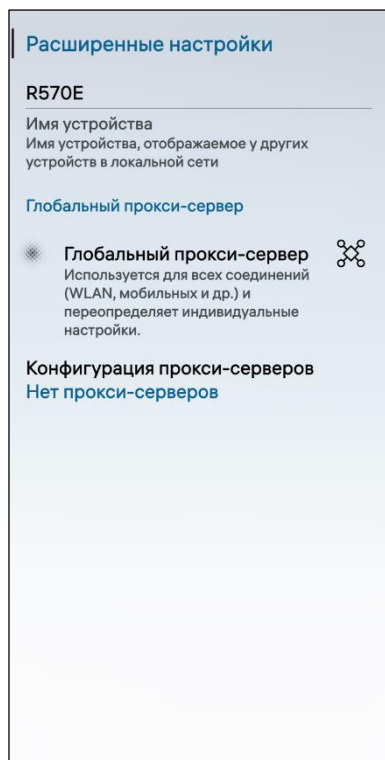 Расширенные настройки
R570E
Имя устройства
Имя устройства, отображаемое у других
устройств в локальной сети
Глобальный прокси-сервер
Глобальный прокси-сервер
Используется для всех соединений
(WLAN, мобильных и др.) и
переопределяет индивидуальные
настройки.
Конфигурация прокси-серверов
Нет прокси-серверов